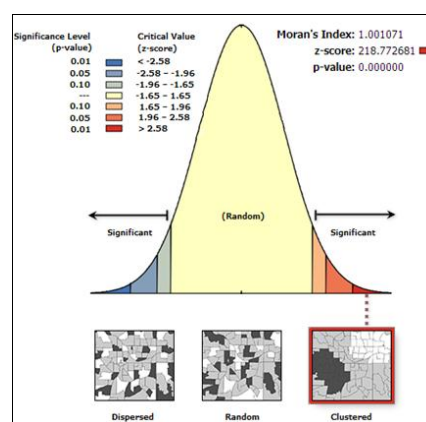 Significance Level Critical Value
(p-value) (z-score)
0.01 < -2.58
0.05 -2.58 - -1.96
0.10 -1.96 - -1.65
--- -1.65 - 1.65
0.10 1.65 - 1.96
0.05 1.96 - 2.58
0.01 > 2.58
Moran's Index: 1.001071
z-score: 218.772681
p-value: 0.000000
(Random)
Significant Significant
Dispersed Random Clustered